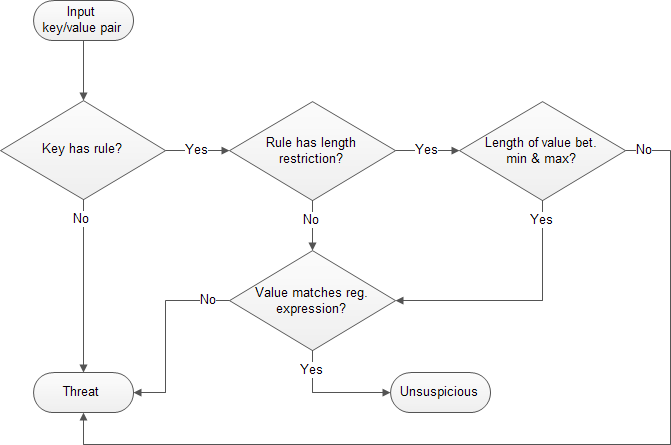 Input
key/value pair
Key has rule?
Yes
Rule has length
restriction?
Yes
Length of value bet.
min & max?
No
No
No
Yes
Value matches reg.
expression?
No
Yes
Threat
Unsuspicious